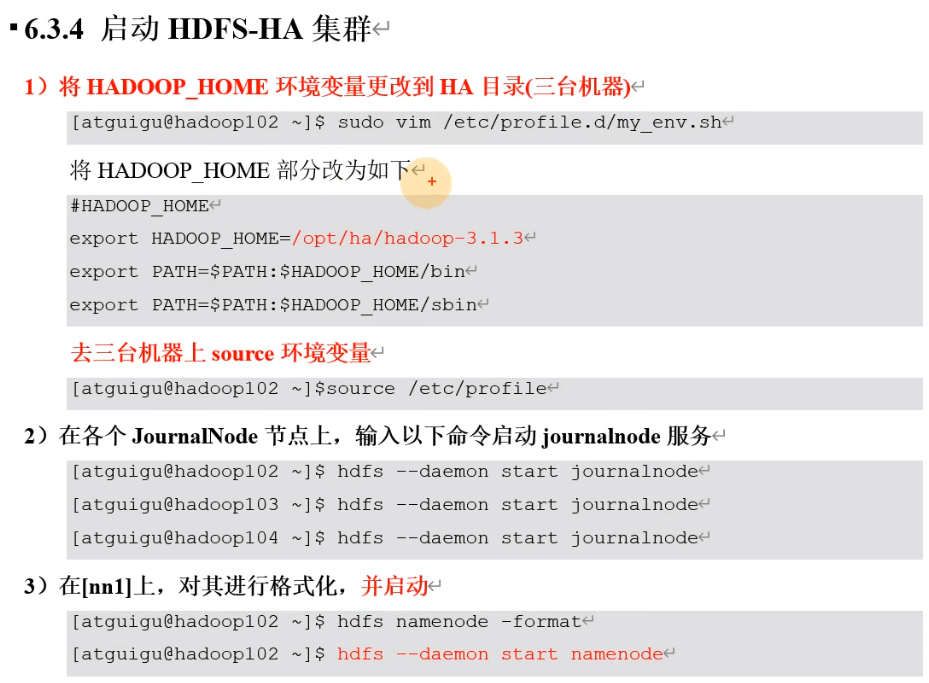 6.3.4 启动 HDFS-HA 集群
1）将 HADOOP_HOME 环境变量更改到 HA 目录(三台机器)
[atguigu@hadoop102 ~]$ sudo vim /etc/profile.d/my_env.sh
将 HADOOP_HOME 部分改为如下
#HADOOP_HOME
export HADOOP_HOME=/opt/ha/hadoop-3.1.3
export PATH=$PATH:$HADOOP_HOME/bin
export PATH=$PATH:$HADOOP_HOME/sbin
去三台机器上 source 环境变量
[atguigu@hadoop102 ~]$source /etc/profile
2）在各个 JournalNode 节点上，输入以下命令启动 journalnode 服务
[atguigu@hadoop102 ~]$ hdfs --daemon start journalnode
[atguigu@hadoop103 ~]$ hdfs --daemon start journalnode
[atguigu@hadoop104 ~]$ hdfs --daemon start journalnode
3）在[nn1]上，对其进行格式化，并启动
[atguigu@hadoop102 ~]$ hdfs namenode -format
[atguigu@hadoop102 ~]$ hdfs --daemon start namenode